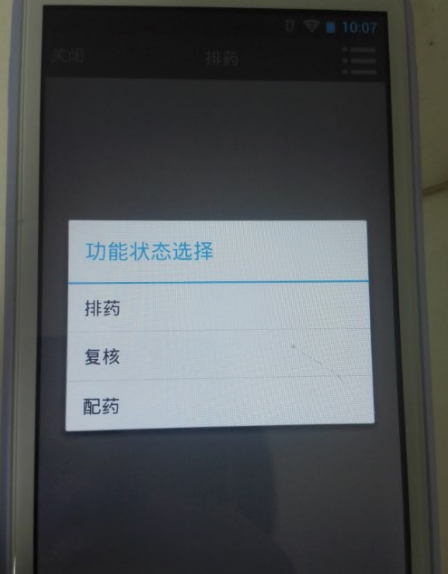 10:07
关闭 排药
功能状态选择
排药
复核
配药